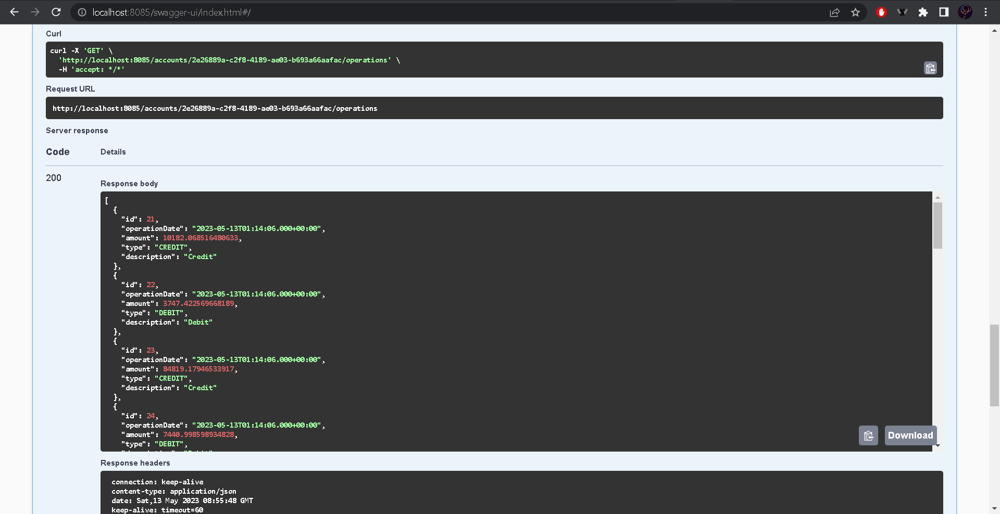 localhost:8085/swagger-ui/index.html#/
Curl
curl -X 'GET' \
'http://localhost:8085/accounts/2e26889a-c2f8-4189-ae03-b693a66aafac/operations' \
-H 'accept: */*'
Request URL
http://localhost:8085/accounts/2e26889a-c2f8-4189-ae03-b693a66aafac/operations
Server response
Code Details
200
Response body
[
{
"id": 21,
"operationDate": "2023-05-13T01:14:06.000+00:00",
"amount": 10182.068516480633,
"type": "CREDIT",
"description": "Credit"
},
{
"id": 22,
"operationDate": "2023-05-13T01:14:06.000+00:00",
"amount": 3747.422569668189,
"type": "DEBIT",
"description": "Debit"
},
{
"id": 23,
"operationDate": "2023-05-13T01:14:06.000+00:00",
"amount": 84819.17946533917,
"type": "CREDIT",
"description": "Credit"
},
{
"id": 24,
"operationDate": "2023-05-13T01:14:06.000+00:00",
"amount": 7440.998598934828,
"type": "DEBIT",
Download
Response headers
connection: keep-alive
content-type: application/json
date: Sat,13 May 2023 08:55:48 GMT
keep-alive: timeout=60